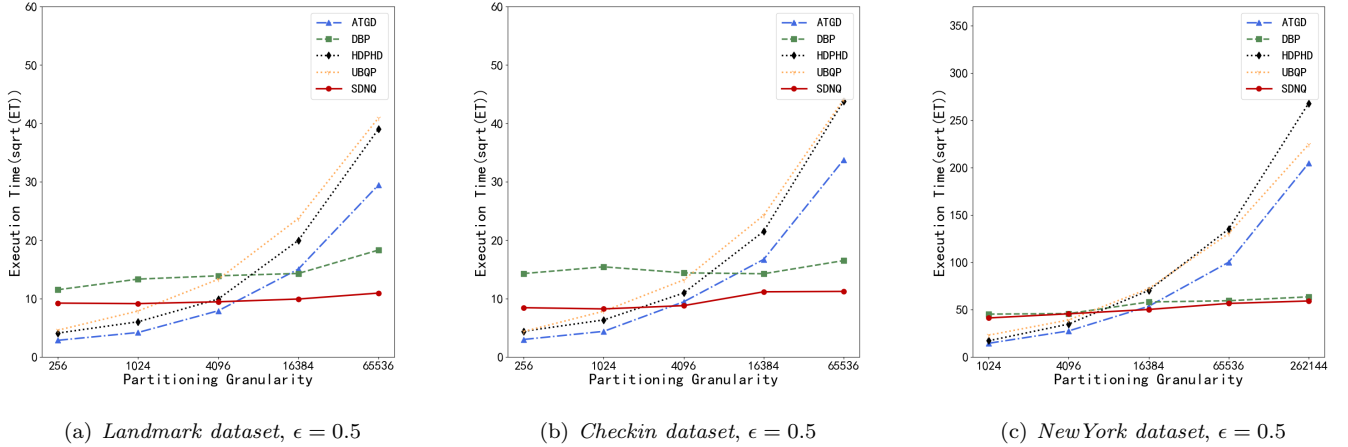 60
50
40
30
20
10
0
Execution Time(sqrt(ET))
ATGD
DBP
HDPHD
UBQP
SDNQ
256 1024 4096 16384 65536
Partitioning Granularity
(a) Landmark dataset, ϵ = 0.5
60
50
40
30
20
10
0
Execution Time(sqrt(ET))
ATGD
DBP
HDPHD
UBQP
SDNQ
256 1024 4096 16384 65536
Partitioning Granularity
(b) Checkin dataset, ϵ = 0.5
350
300
250
200
150
100
50
0
Execution Time(sqrt(ET))
ATGD
DBP
HDPHD
UBQP
SDNQ
1024 4096 16384 65536 262144
Partitioning Granularity
(c) NewYork dataset, ϵ = 0.5